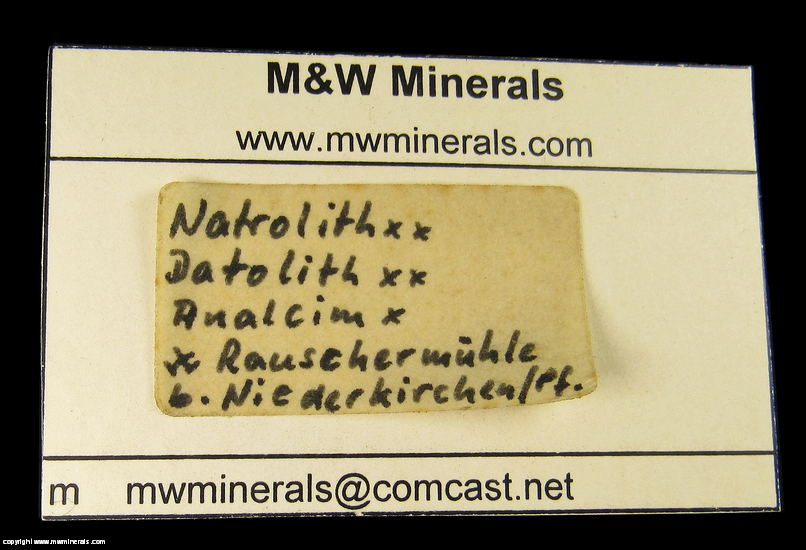 M&W Minerals
www.mwminerals.com
Natrolith xx
Datolith xx
Analcim x
x Rauschermühle
b. Niederkirchen/Pf.
m mwminerals@comcast.net
copyright www.mwminerals.com